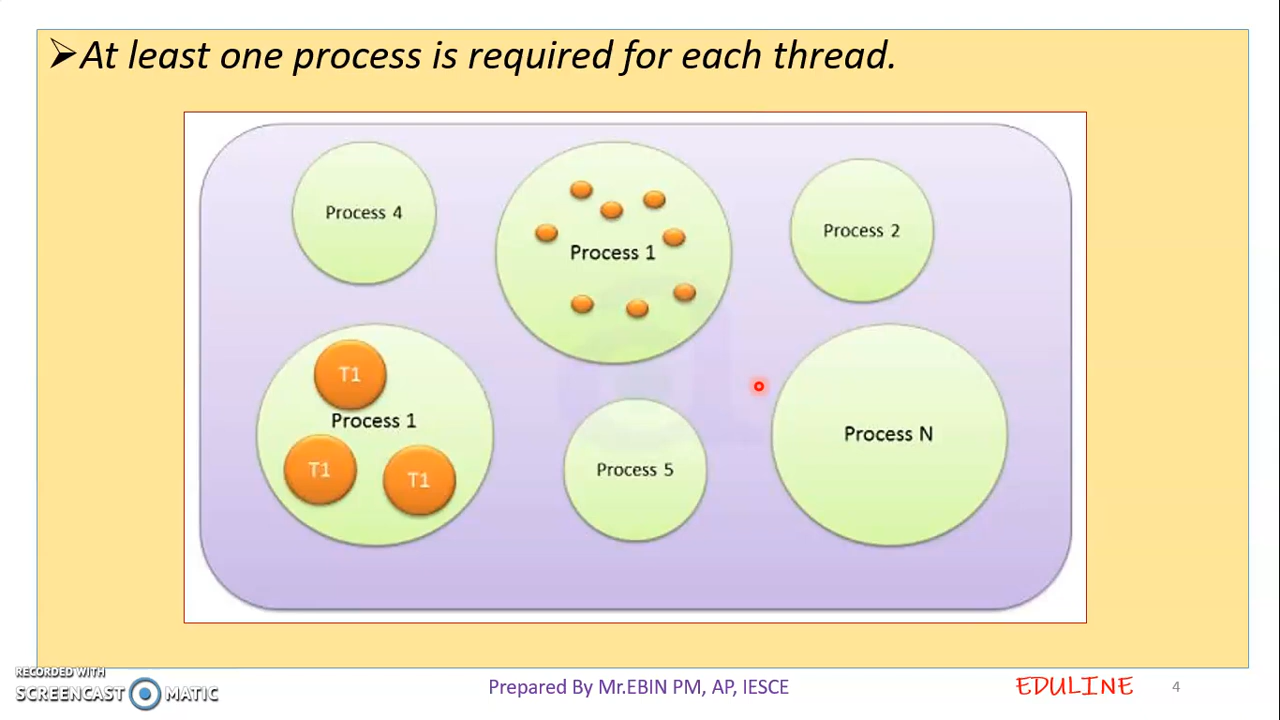 At least one process is required for each thread.
Process 4
Process 1
Process 2
T1
Process 1
T1
T1
Process 5
Process N
RECORDED WITH
SCREENCAST MATIC
Prepared By Mr.EBIN PM, AP, IESCE
EDULINE
4